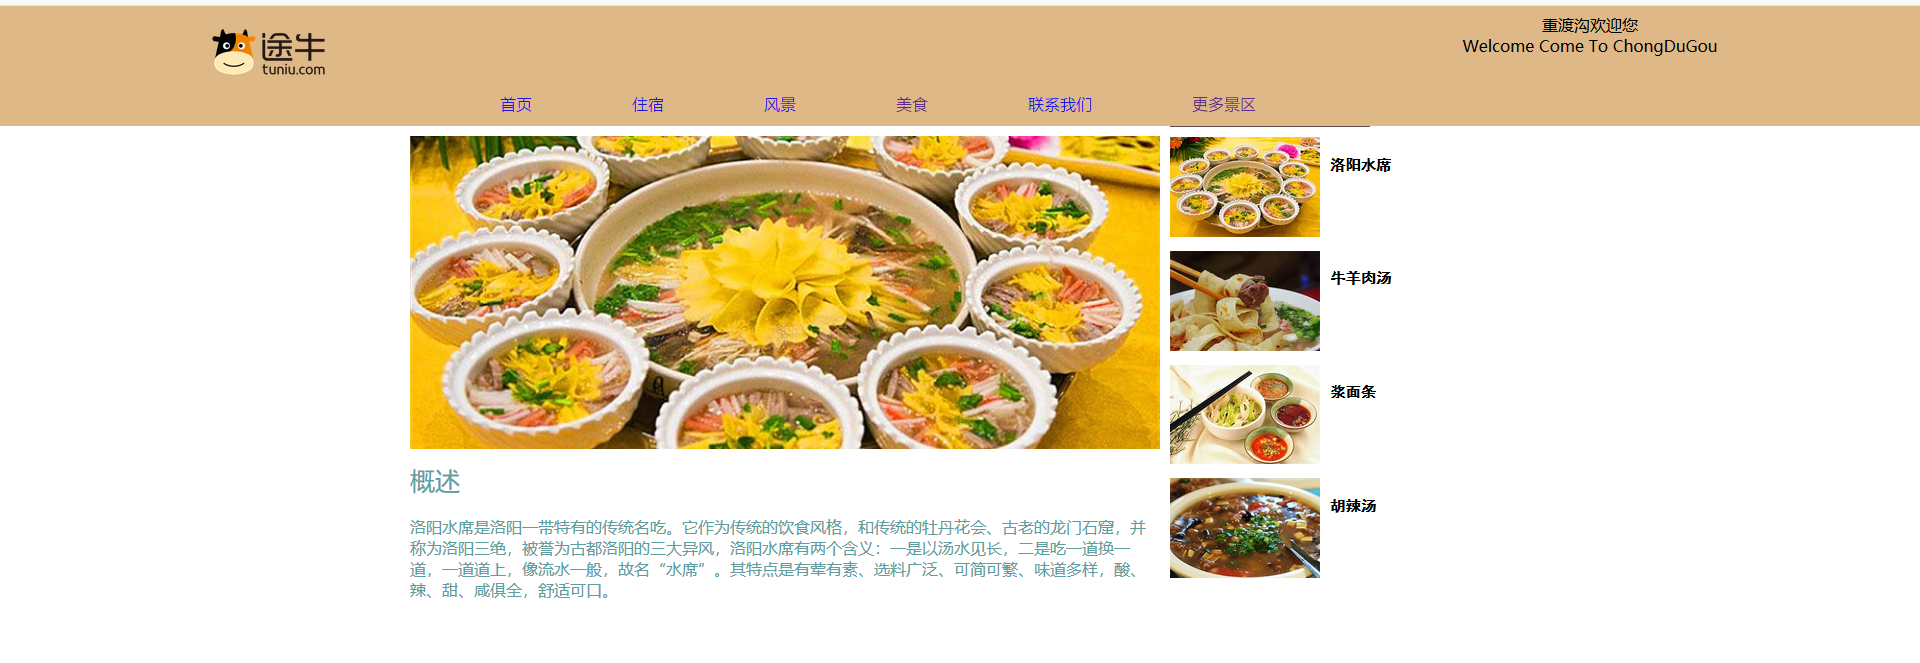 途牛
tuniu.com
重渡沟欢迎您
Welcome Come To ChongDuGou
首页 住宿 风景 美食 联系我们 更多景区
洛阳水席
牛羊肉汤
浆面条
胡辣汤
概述
洛阳水席是洛阳一带特有的传统名吃。它作为传统的饮食风格，和传统的牡丹花会、古老的龙门石窟，并
称为洛阳三绝，被誉为古都洛阳的三大异风，洛阳水席有两个含义：一是以汤水见长，二是吃一道换一
道，一道道上，像流水一般，故名“水席”。其特点是有荤有素、选料广泛、可简可繁、味道多样，酸、
辣、甜、咸俱全，舒适可口。